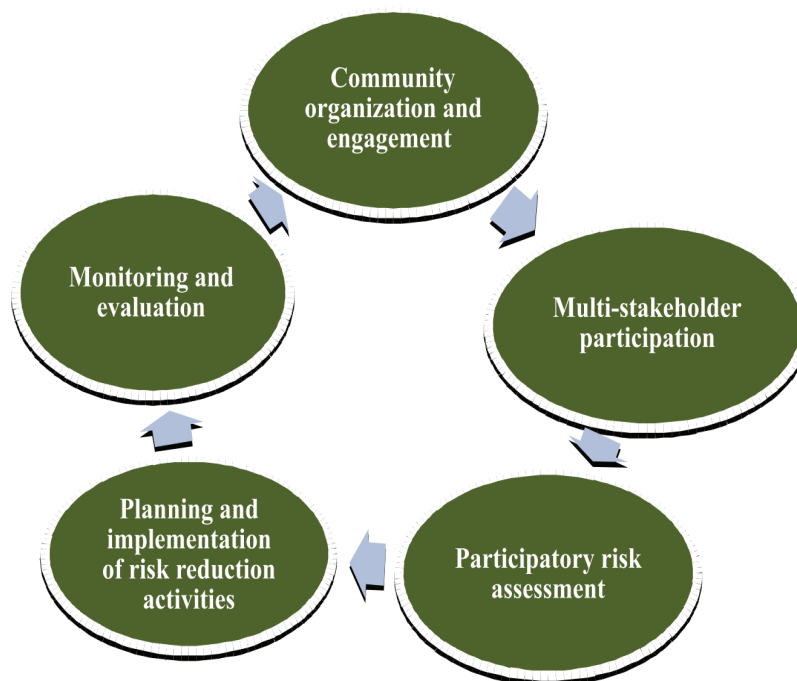 Community
organization and
engagement
Multi-stakeholder
participation
Participatory risk
assessment
Planning and
implementation
of risk reduction
activities
Monitoring and
evaluation